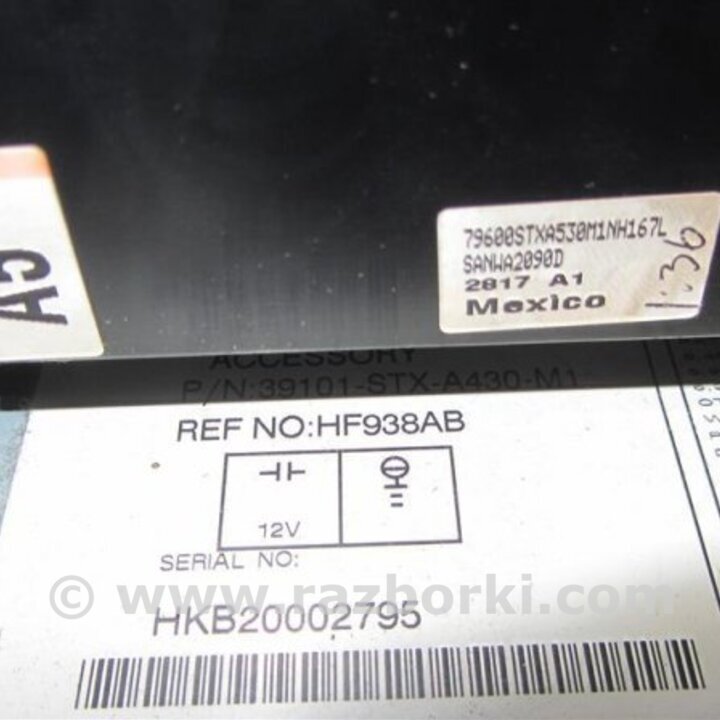 A5
79600STXA530M1NH167L
SANWA2090D
2817 A1
Mexico
1:36
ACCESSORY
P/N:39101-STX-A430-M1
REF NO:HF938AB
12V
SERIAL NO:
© www.razborki.com
HKB20002795